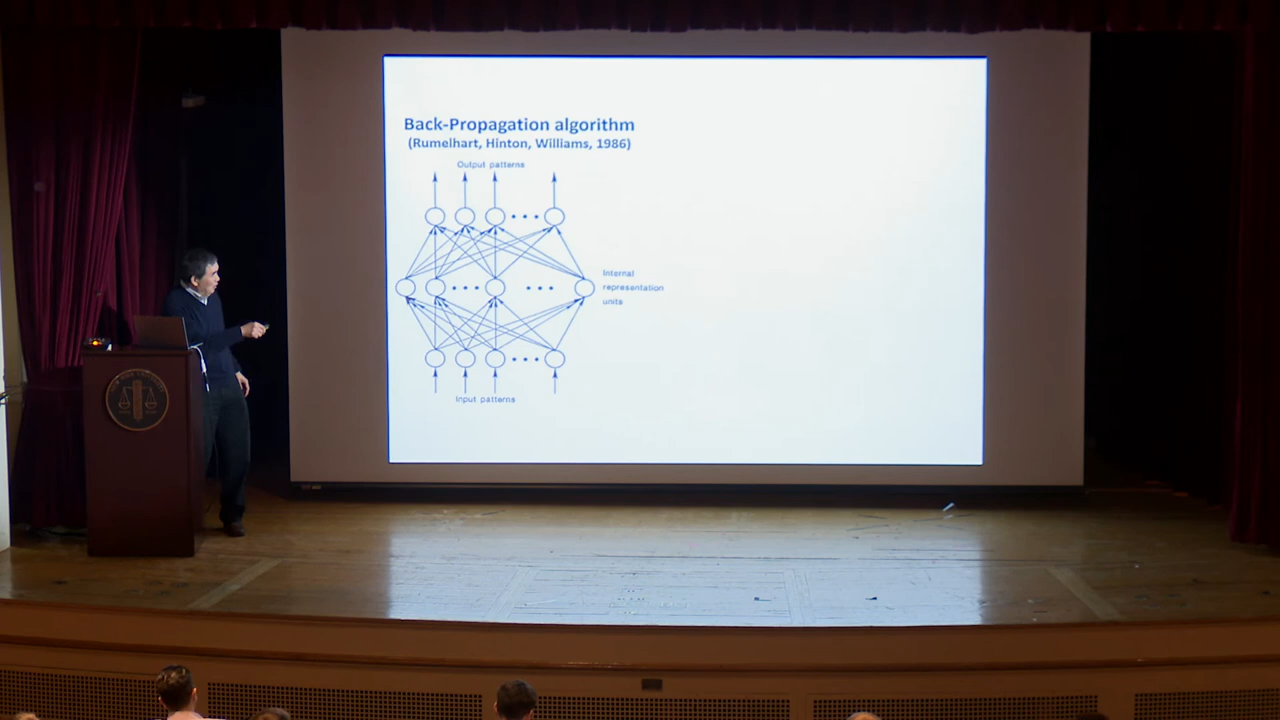 Back-Propagation algorithm
(Rumelhart, Hinton, Williams, 1986)
Output patterns
Internal
representation
units
Input patterns